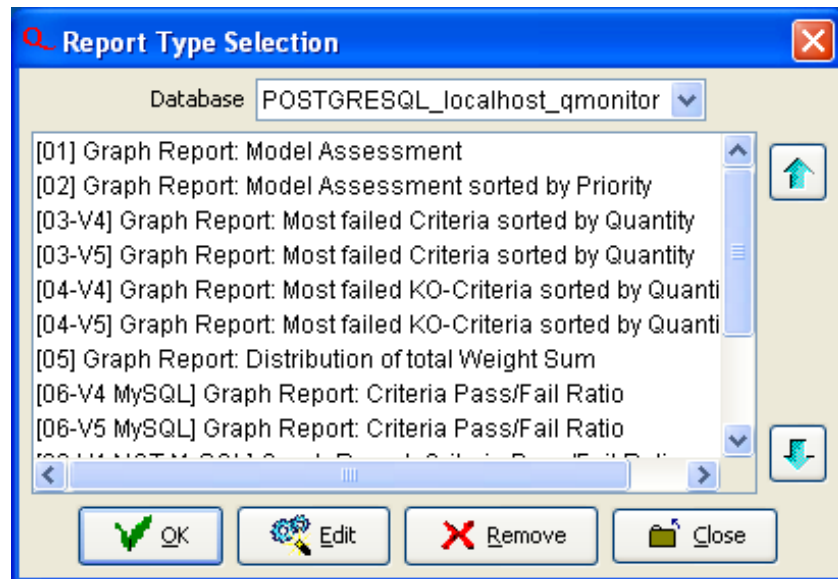 Report Type Selection
Database POSTGRESQL_localhost_qmonitor
[01] Graph Report: Model Assessment
[02] Graph Report: Model Assessment sorted by Priority
[03-V4] Graph Report: Most failed Criteria sorted by Quantity
[03-V5] Graph Report: Most failed Criteria sorted by Quantity
[04-V4] Graph Report: Most failed KO-Criteria sorted by Quanti
[04-V5] Graph Report: Most failed KO-Criteria sorted by Quanti
[05] Graph Report: Distribution of total Weight Sum
[06-V4 MySQL] Graph Report: Criteria Pass/Fail Ratio
[06-V5 MySQL] Graph Report: Criteria Pass/Fail Ratio
OK Edit Remove Close